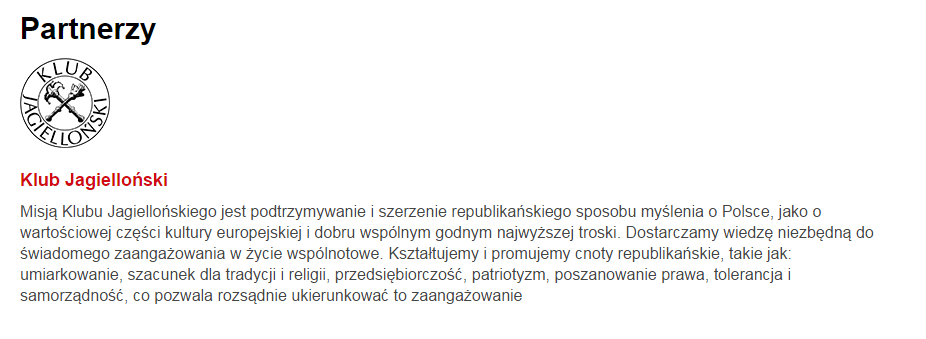 Partnerzy
KLUB
JAGIELLOŃSKI
Klub Jagielloński
Misją Klubu Jagiellońskiego jest podtrzymywanie i szerzenie republikańskiego sposobu myślenia o Polsce, jako o
wartościowej części kultury europejskiej i dobru wspólnym godnym najwyższej troski. Dostarczamy wiedzę niezbędną do
świadomego zaangażowania w życie wspólnotowe. Kształtujemy i promujemy cnoty republikańskie, takie jak:
umiarkowanie, szacunek dla tradycji i religii, przedsiębiorczość, patriotyzm, poszanowanie prawa, tolerancja i
samorządność, co pozwala rozsądnie ukierunkować to zaangażowanie